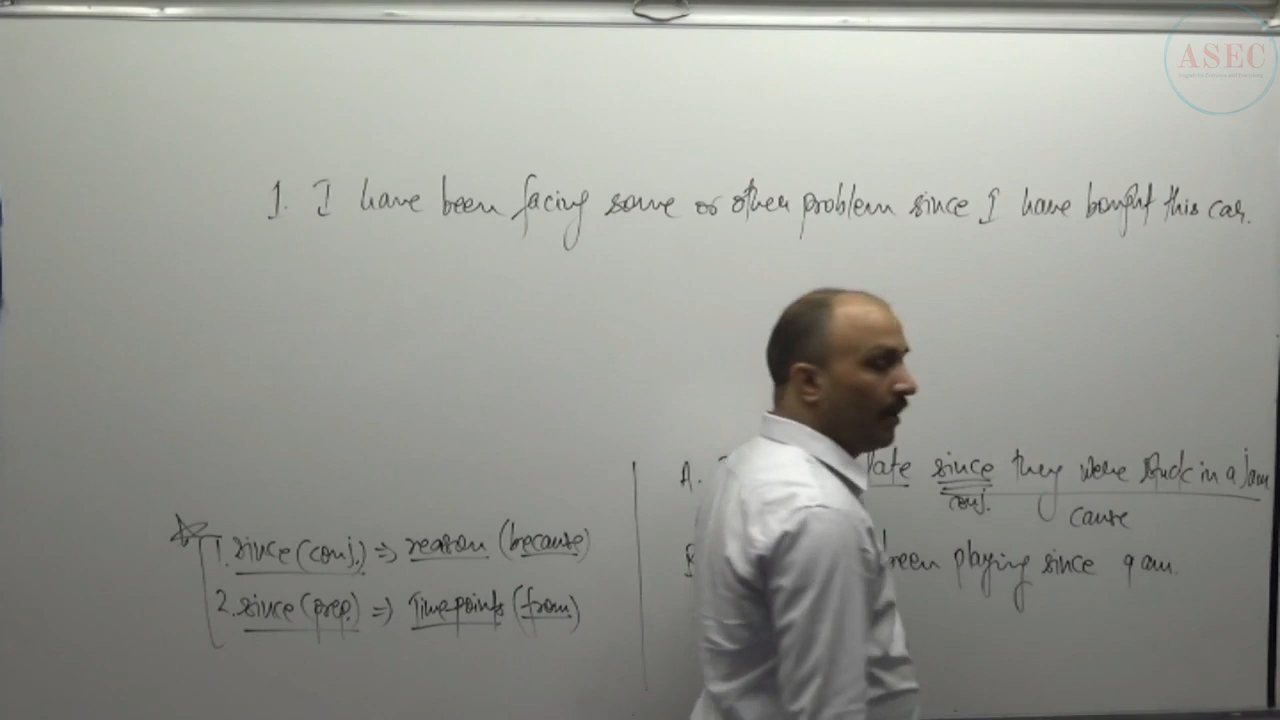 ASEC
1. I have been facing some or other problem since I have bought this car.
A. late since they were stuck in a jam
conj. cause
1. since (conj.) => reason (because)
B. been playing since 9 am.
2. since (prep.) => Time points (from)